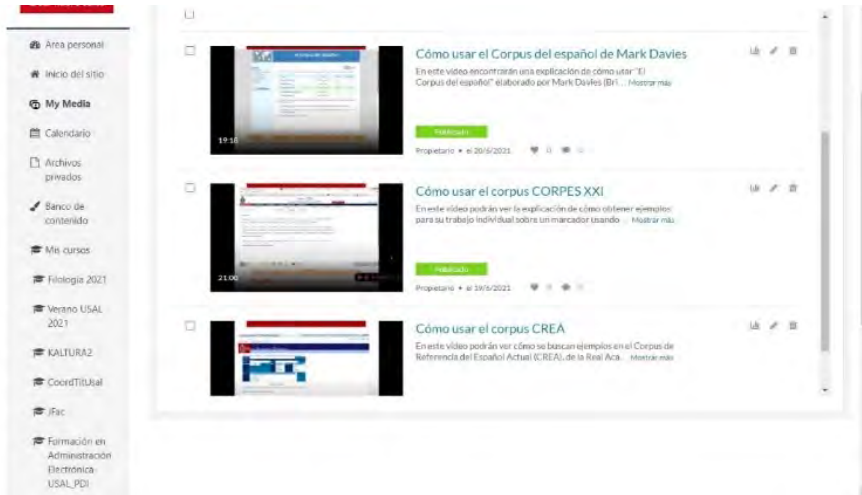 Área personal
Inicio del sitio
My Media
Calendario
Archivos
privados
Banco de
contenido
Mis cursos
Filología 2021
Verano USAL
2021
KALTURA2
CoordTitUsal
JFac
Formación en
Administración
Electrónica
USAL_PDI
Cómo usar el Corpus del español de Mark Davies
En este video encontrarán una explicación de cómo utar "El
Corpus del español" elaborado por Mark Davies (Bri... Mostrar más
19:18
Publicado
Propietario • el 20/6/2021 0
Cómo usar el corpus CORPES XXI
En este video podrán ver la explicación de cómo obtener ejemplos
para su trabajo individual sobre un marcador usando ... Mostrar más
21:00
Publicado
Propietario • el 19/6/2021
Cómo usar el corpus CREA
En este video podrán ver cómo se buscan ejemplos en el Corpus de
Referencia del Español Actual (CREA), de la Real Aca... Mostrar más